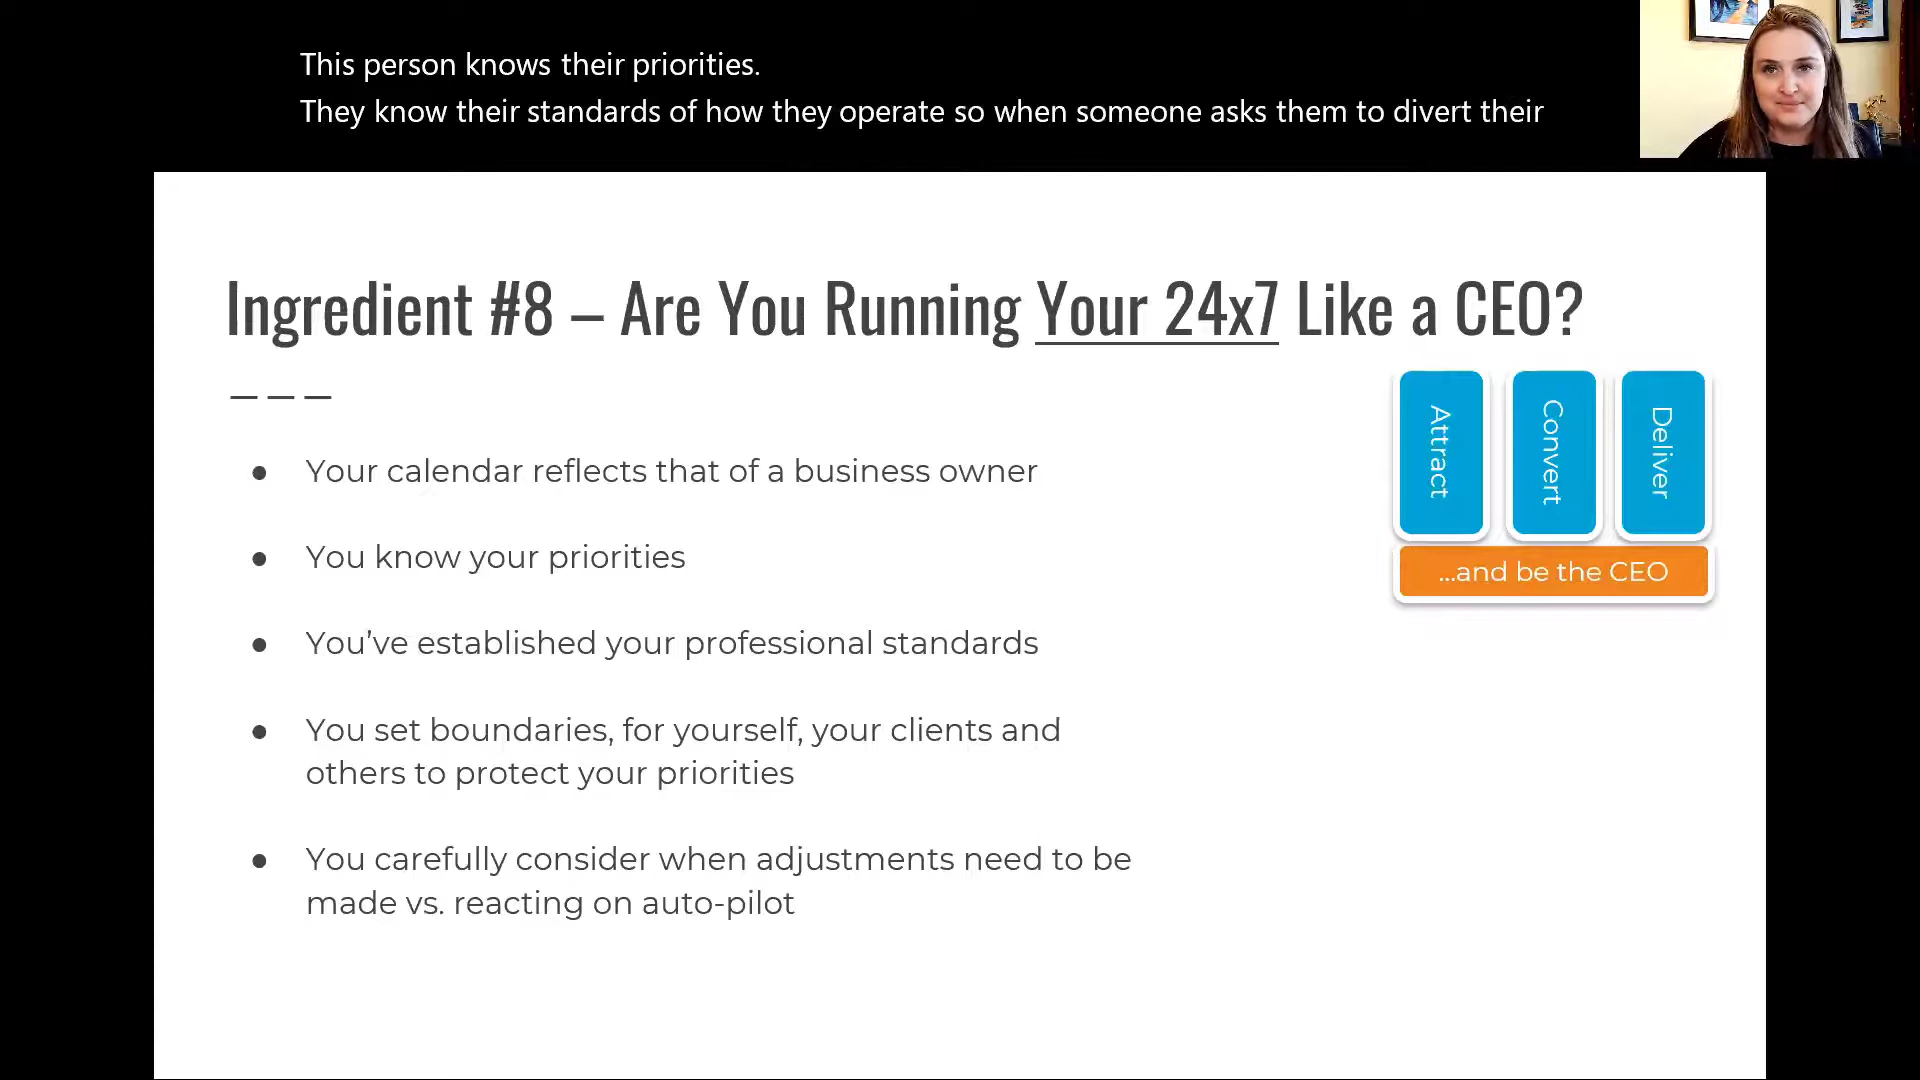 This person knows their priorities.
They know their standards of how they operate so when someone asks them to divert their
Ingredient #8 – Are You Running Your 24x7 Like a CEO?
● Your calendar reflects that of a business owner
● You know your priorities
● You’ve established your professional standards
● You set boundaries, for yourself, your clients and
others to protect your priorities
● You carefully consider when adjustments need to be
made vs. reacting on auto-pilot
Attract
Convert
Deliver
...and be the CEO